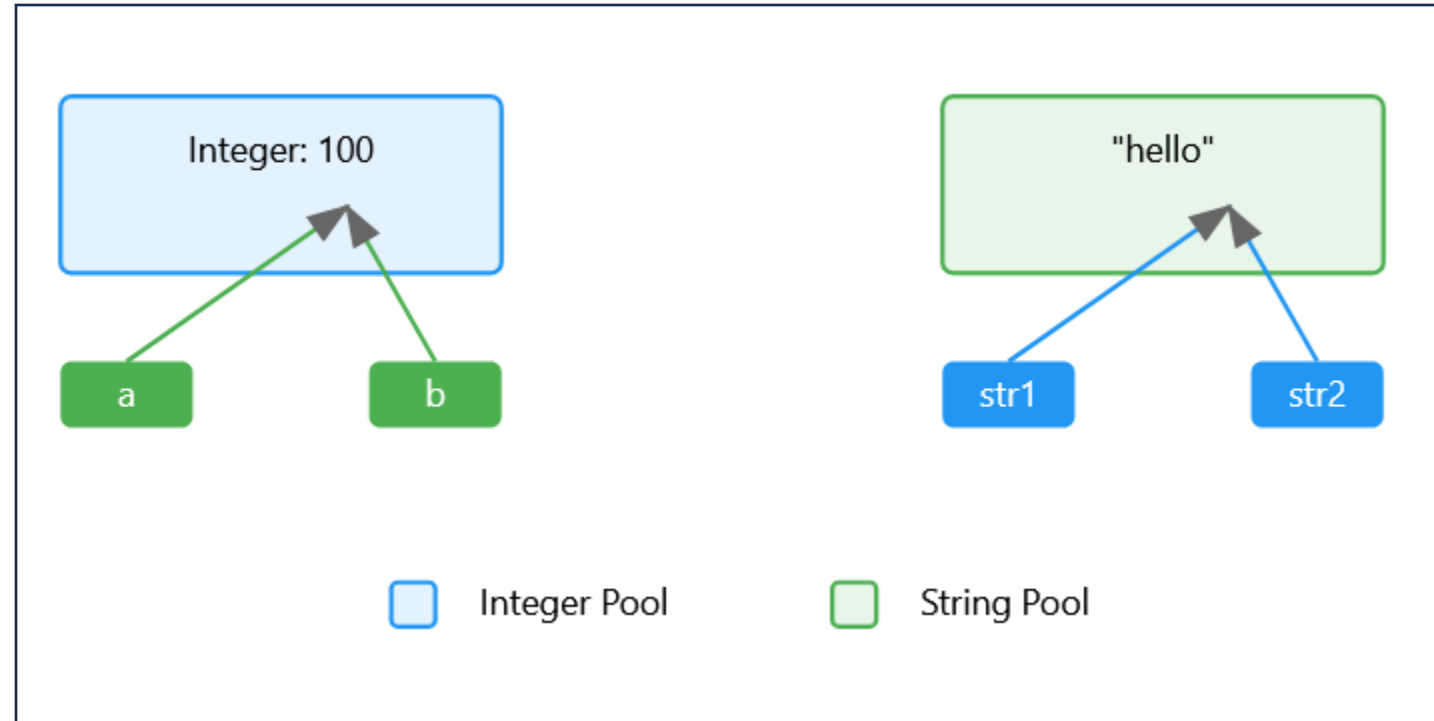 Integer: 100
"hello"
a
b
str1
str2
Integer Pool
String Pool